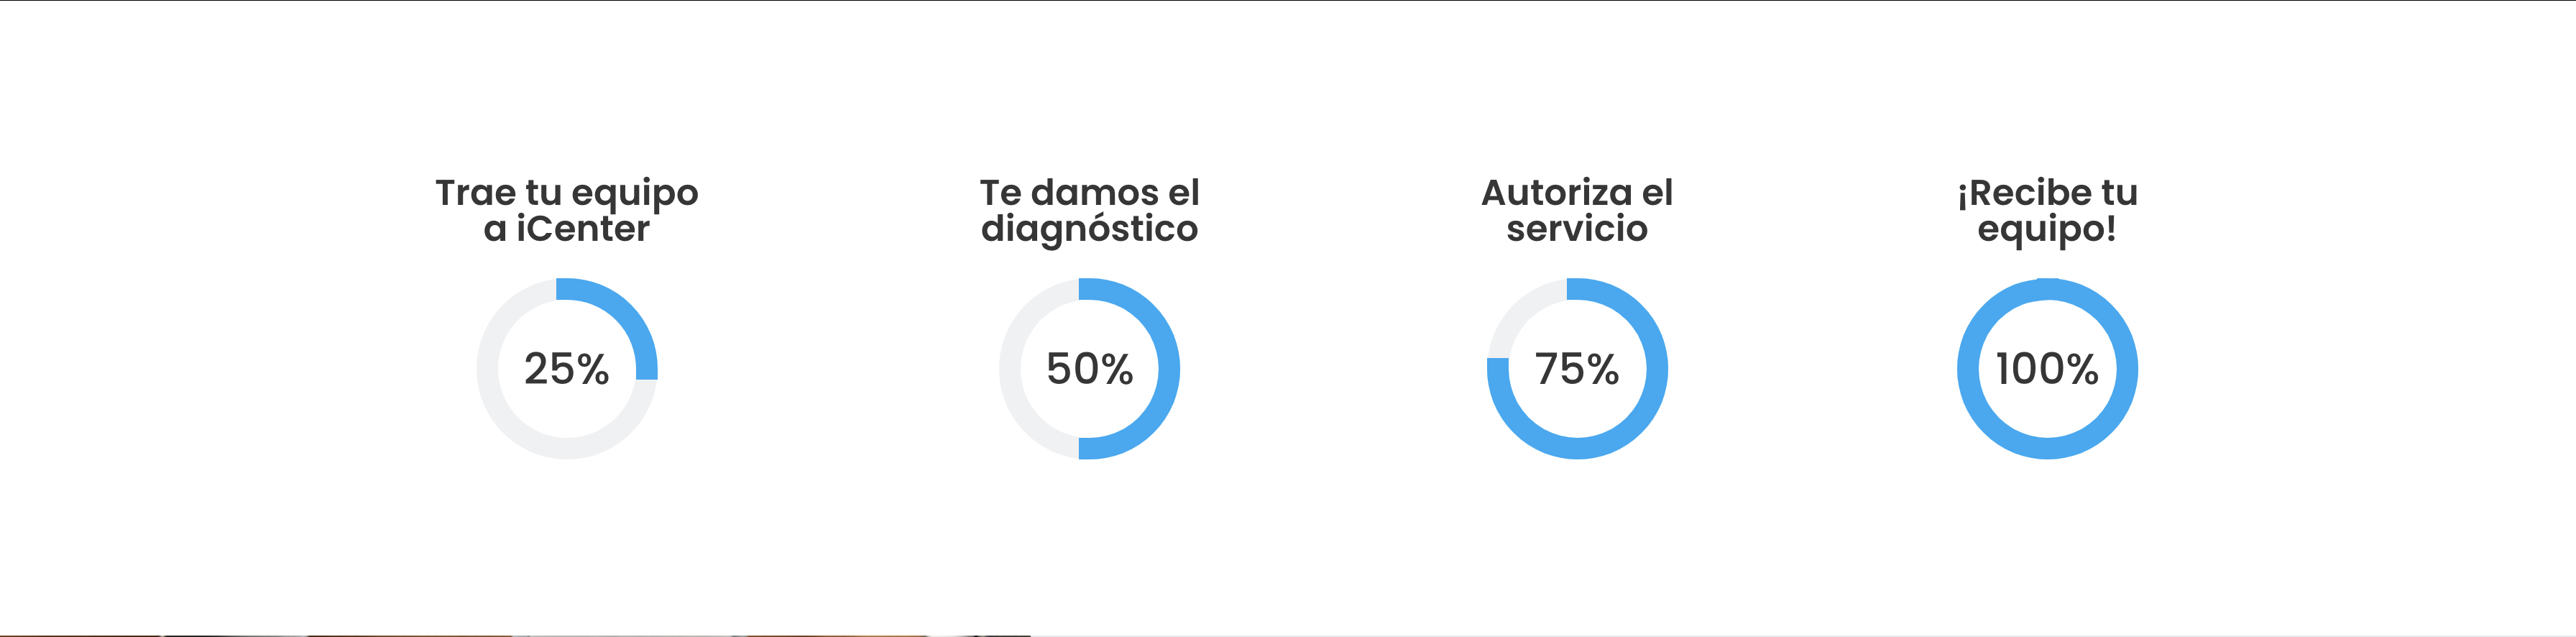 Trae tu equipo
a iCenter
25%
Te damos el
diagnóstico
50%
Autoriza el
servicio
75%
¡Recibe tu
equipo!
100%